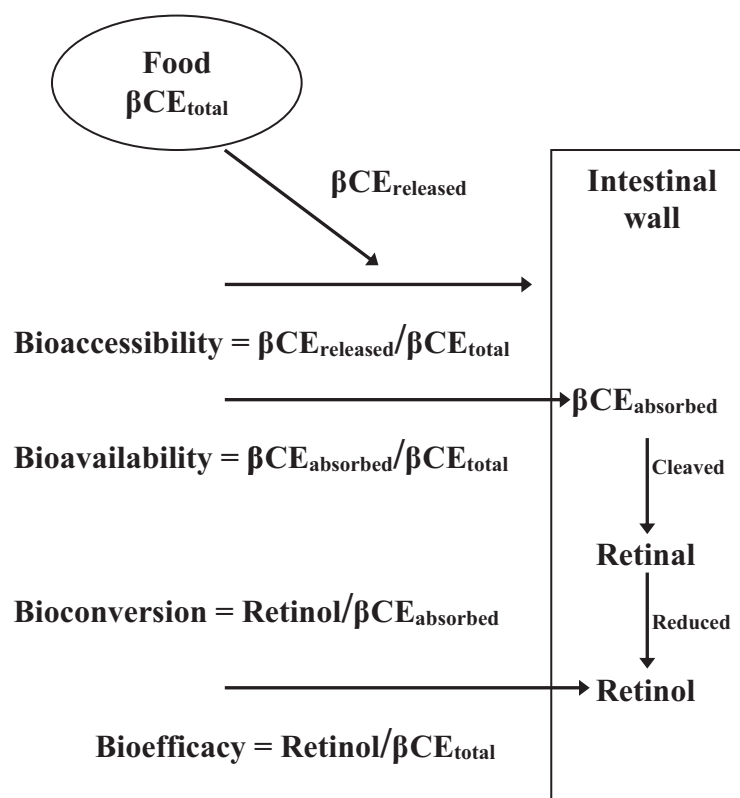 Food
βCEtotal
βCEreleased
Intestinal
wall
Bioaccessibility = βCEreleased/βCEtotal
βCEabsorbed
Bioavailability = βCEabsorbed/βCEtotal
Cleaved
Retinal
Bioconversion = Retinol/βCEabsorbed
Reduced
Retinol
Bioefficacy = Retinol/βCEtotal